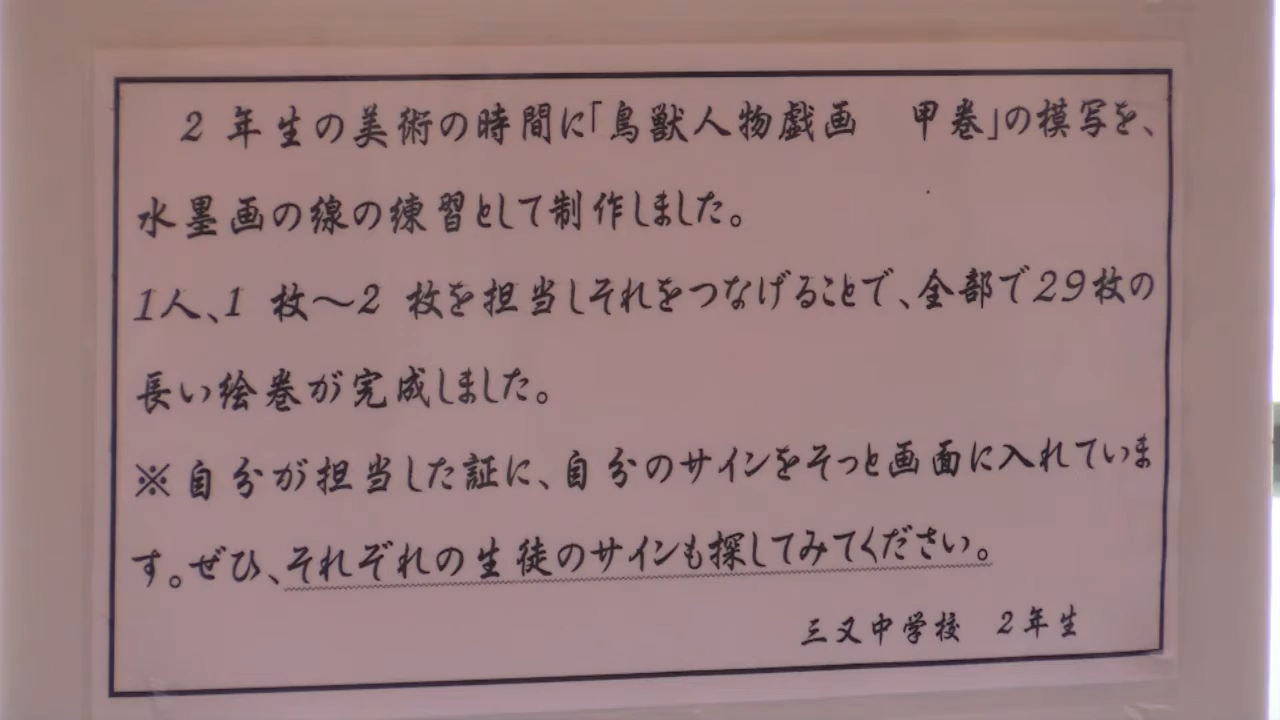 2年生の美術の時間に「鳥獣人物戯画　甲巻」の模写を、
水墨画の線の練習として制作しました。
1人、1枚～2枚を担当しそれをつなげることで、全部で29枚の
長い絵巻が完成しました。
※自分が担当した証に、自分のサインをそっと画面に入れていま
す。ぜひ、それぞれの生徒のサインも探してみてください。
三又中学校　2年生